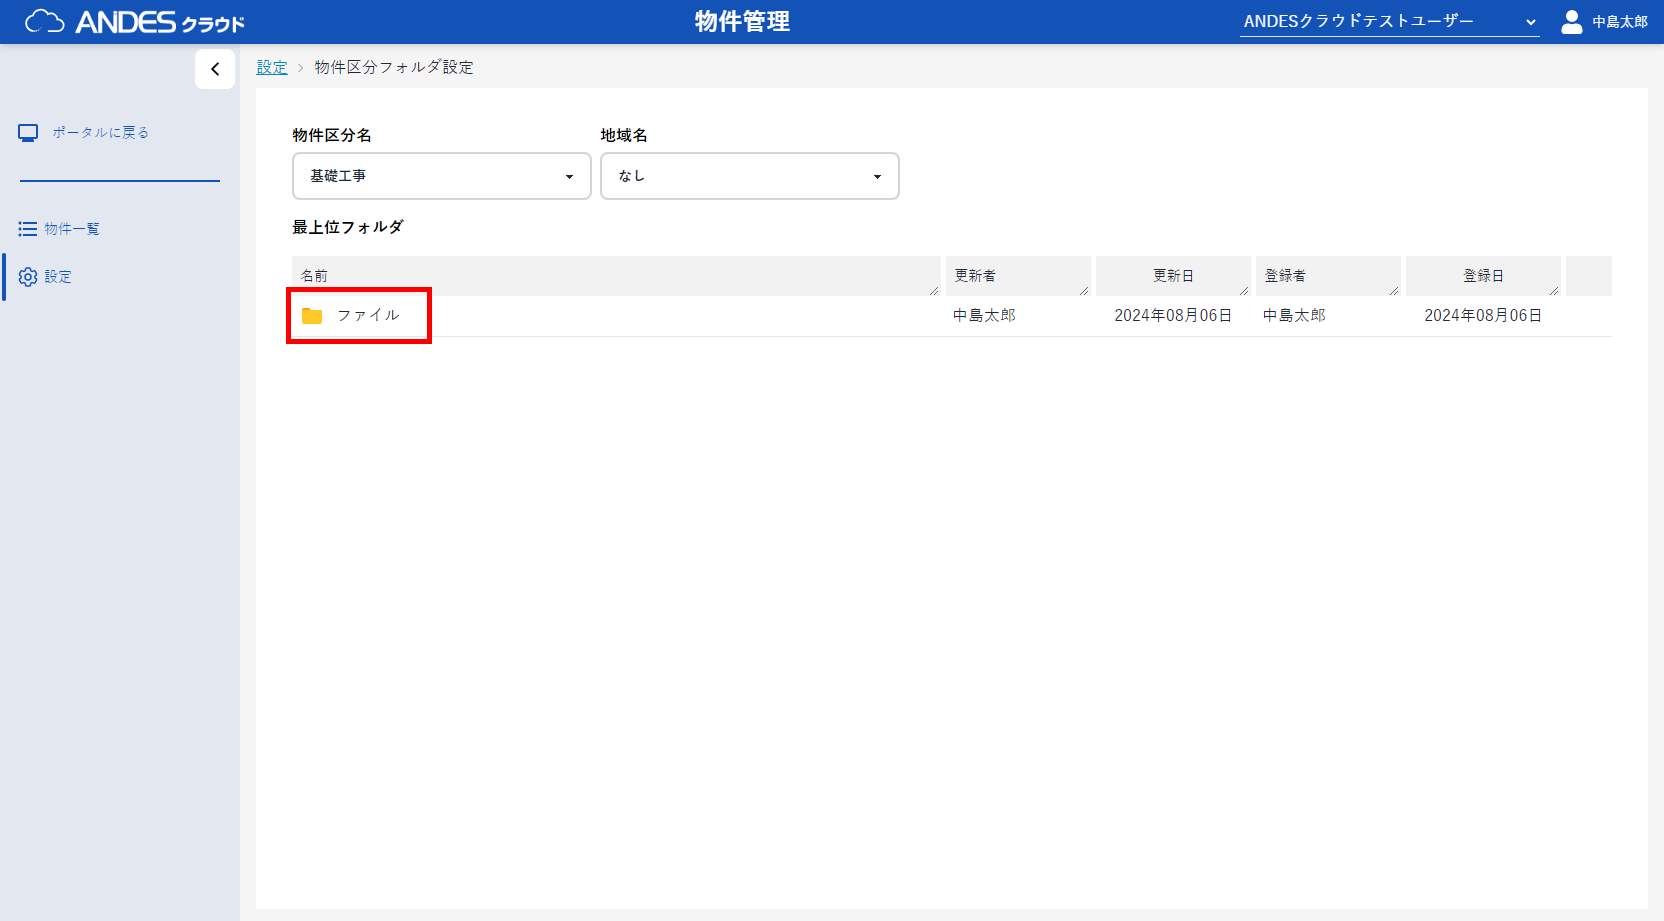 ANDES クラウド
物件管理
ANDESクラウドテストユーザー
中島太郎
設定 > 物件区分フォルダ設定
ポータルに戻る
物件一覧
設定
物件区分名 地域名
基礎工事 なし
最上位フォルダ
名前 更新者 更新日 登録者 登録日
ファイル 中島太郎 2024年08月06日 中島太郎 2024年08月06日